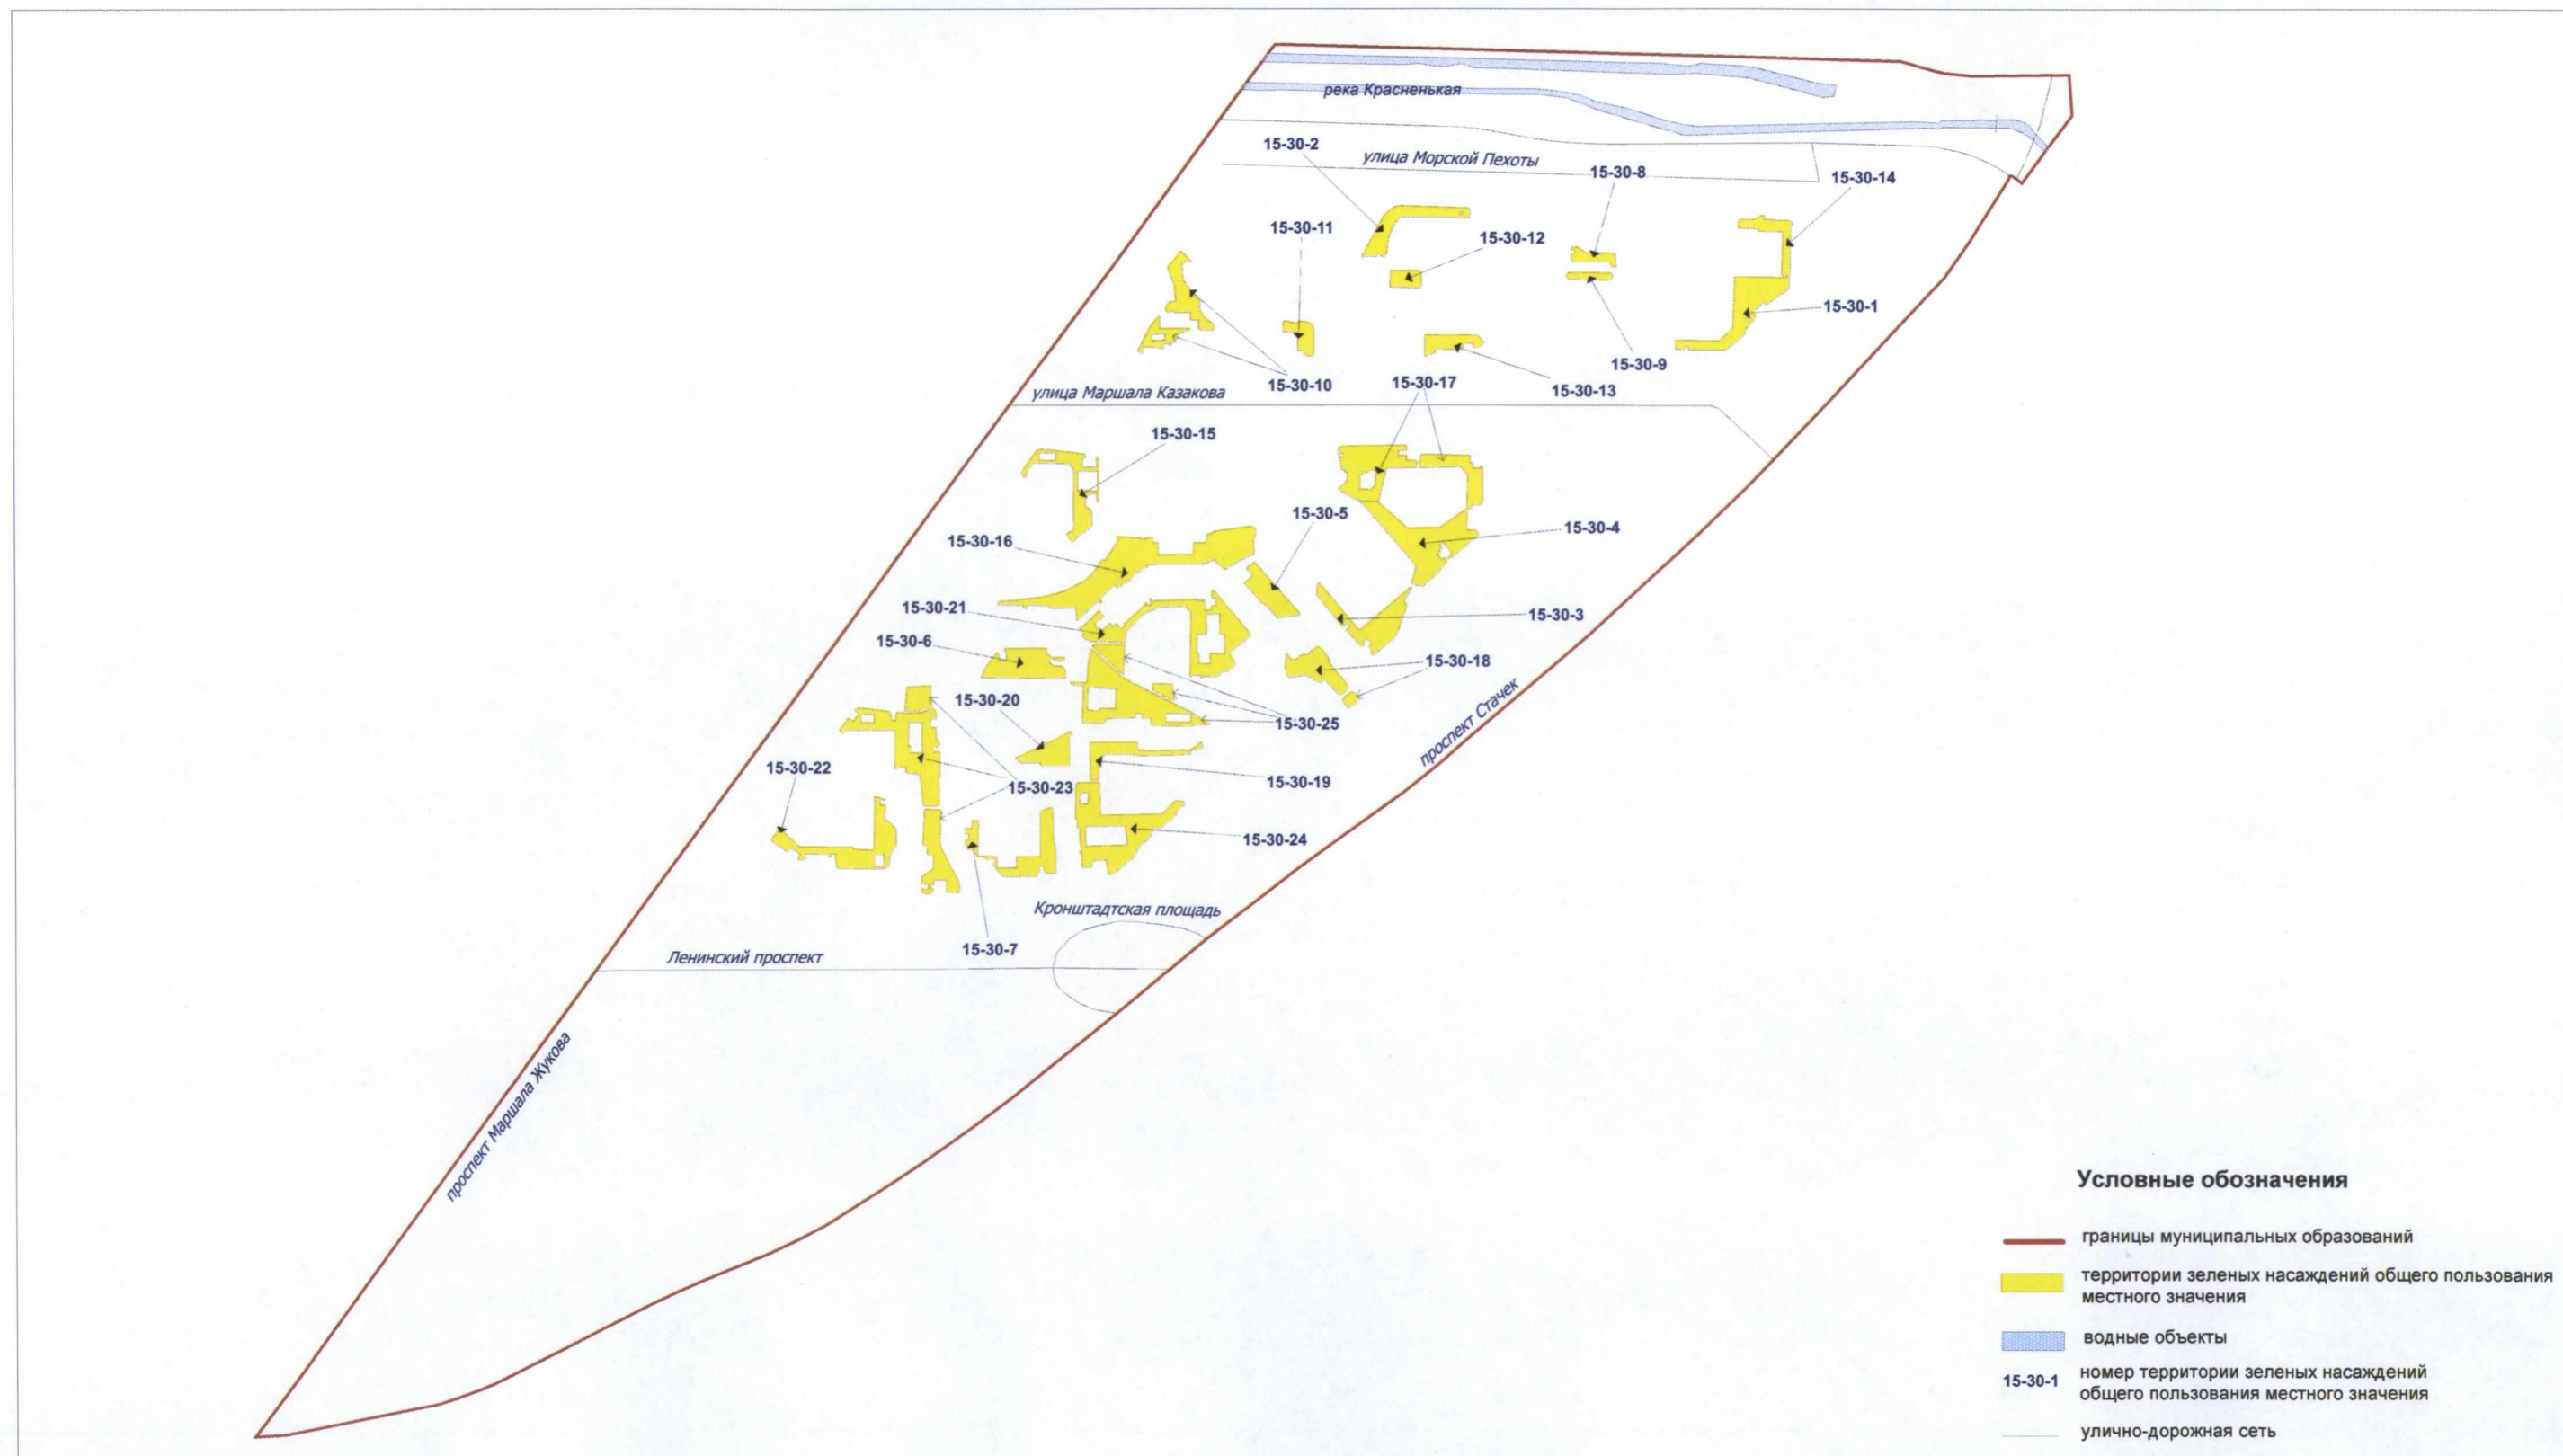 река Красненькая
15-30-2
улица Морской Пехоты
15-30-8
15-30-14
15-30-11
15-30-12
15-30-1
15-30-9
15-30-10
15-30-17
15-30-13
улица Маршала Казакова
15-30-15
15-30-5
15-30-4
15-30-16
15-30-21
15-30-3
15-30-6
15-30-18
15-30-20
15-30-25
проспект Стачек
15-30-22
15-30-23
15-30-19
15-30-24
Кронштадтская площадь
15-30-7
Ленинский проспект
проспект Маршала Жукова
Условные обозначения
границы муниципальных образований
территории зеленых насаждений общего пользования
местного значения
водные объекты
15-30-1
номер территории зеленых насаждений
общего пользования местного значения
улично-дорожная сеть